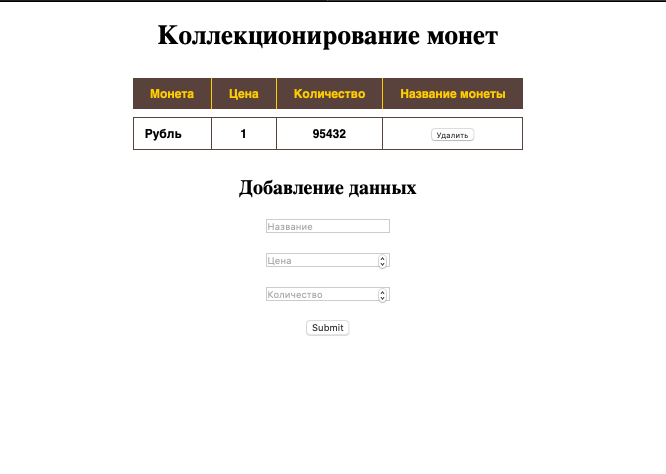 Коллекционирование монет
Монета Цена Количество Название монеты
Рубль 1 95432 Удалить
Добавление данных
Название
Цена
Количество
Submit